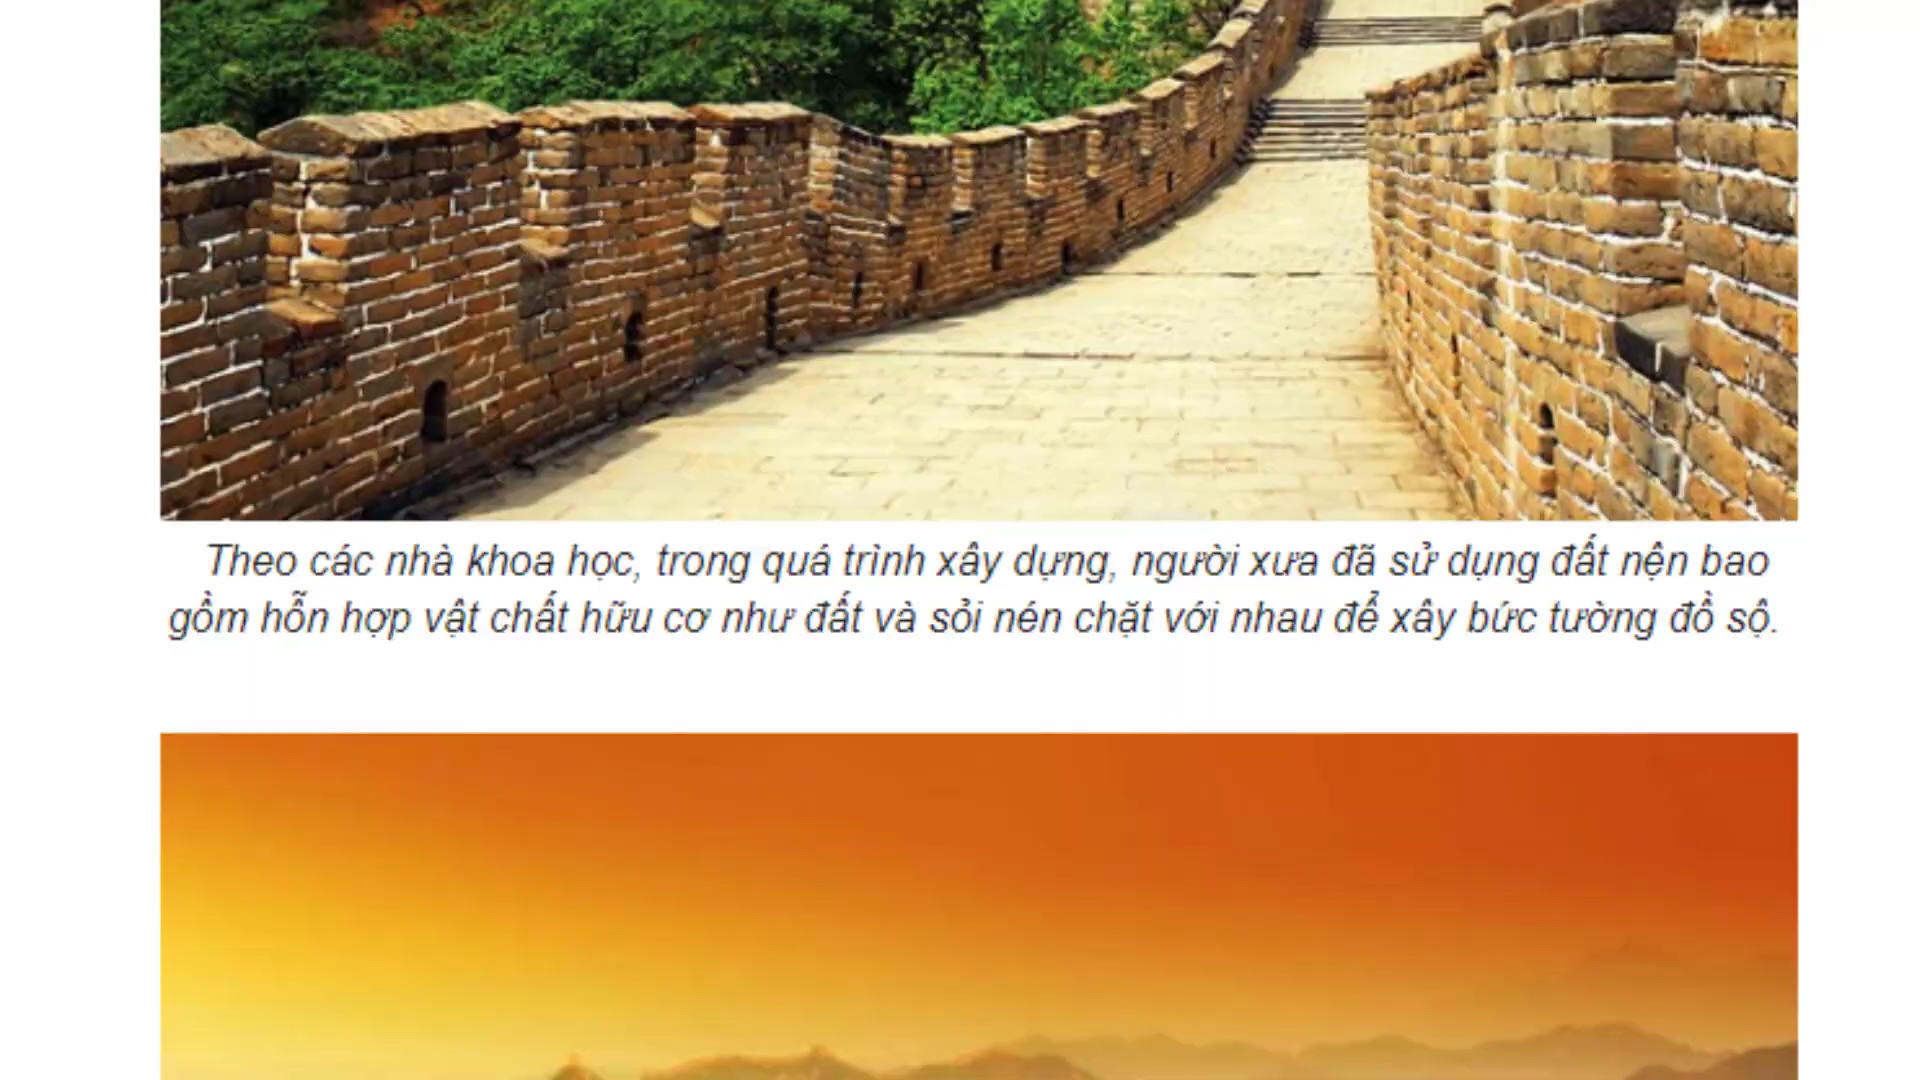 Theo các nhà khoa học, trong quá trình xây dựng, người xưa đã sử dụng đất nện bao
gồm hỗn hợp vật chất hữu cơ như đất và sỏi nén chặt với nhau để xây bức tường đồ sộ.